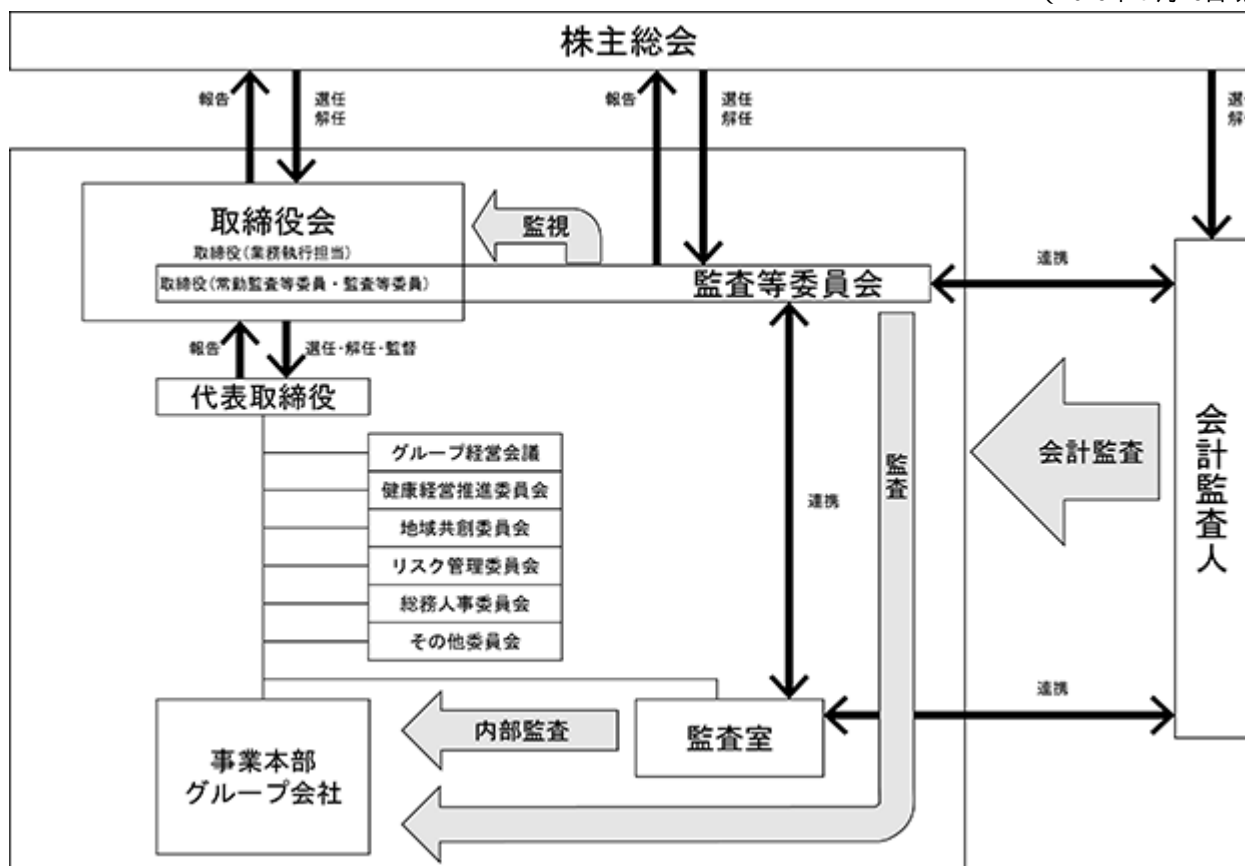 株主総会
報告
選任
解任
報告
選任
解任
取締役会
取締役(業務執行担当)
取締役(常勤監査等委員・監査等委員)
監視
監査等委員会
連携
報告
選任・解任・監督
代表取締役
グループ経営会議
健康経営推進委員会
地域共創委員会
リスク管理委員会
総務人事委員会
その他委員会
監査
連携
会計監査
会計監査人
連携
内部監査
監査室
事業本部
グループ会社